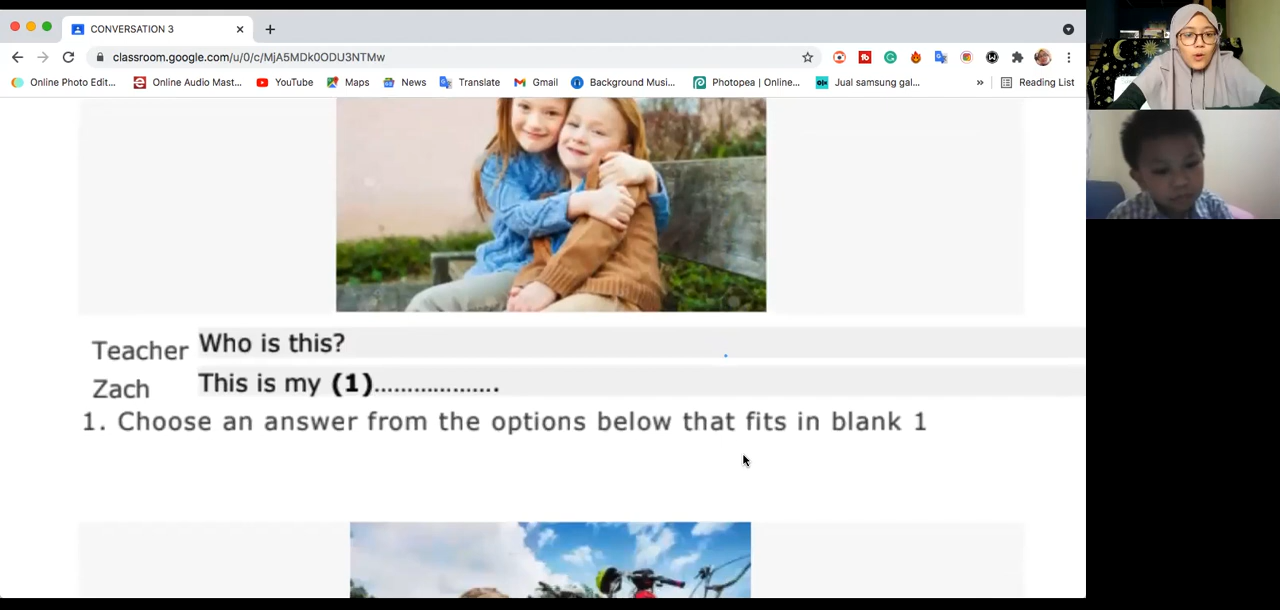 CONVERSATION 3
classroom.google.com/u/0/c/MjA5MDk0ODU3NTMw
Online Photo Edit... Online Audio Mast... YouTube Maps News Translate Gmail Background Musi... Photopea | Online... Jual samsung gal... » Reading List
Teacher Who is this?
Zach This is my (1)...................
1. Choose an answer from the options below that fits in blank 1